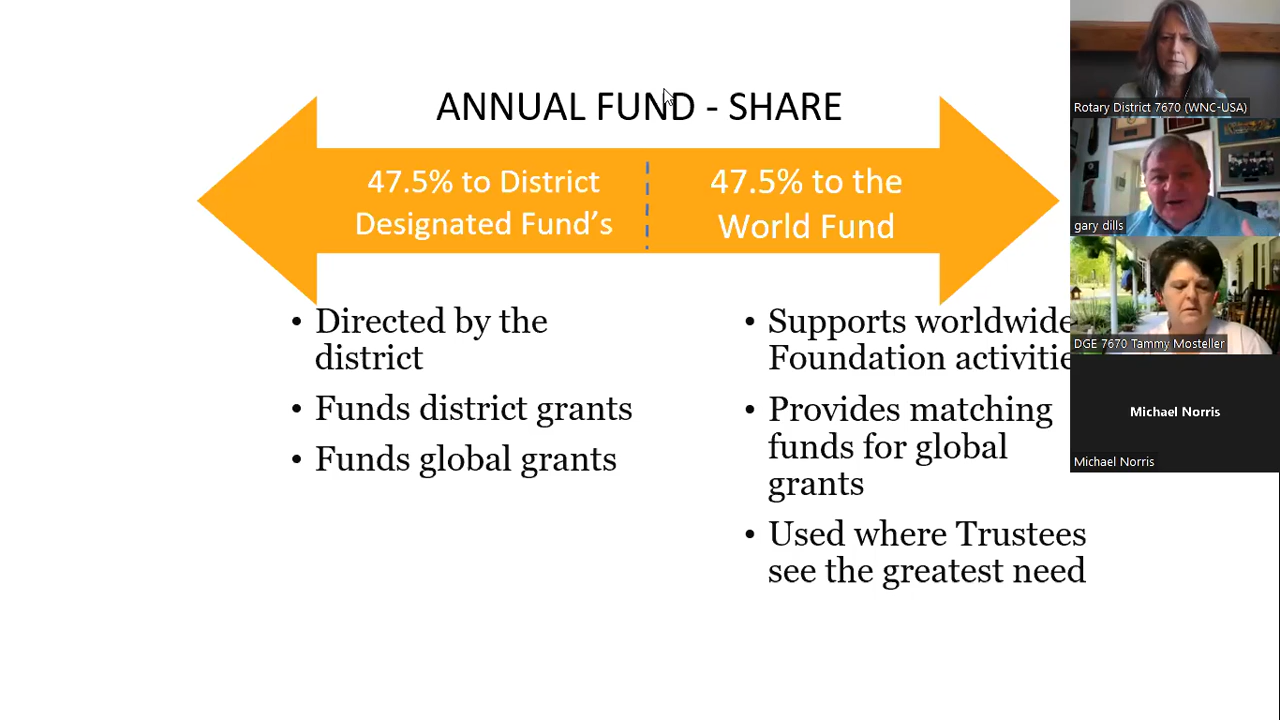 ANNUAL FUND - SHARE
47.5% to District
Designated Fund's
47.5% to the
World Fund
• Directed by the
district
• Funds district grants
• Funds global grants
• Supports worldwide
Foundation activitie
• Provides matching
funds for global
grants
• Used where Trustees
see the greatest need
Rotary District 7670 (WNC-USA)
gary dills
DGE 7670 Tammy Mosteller
Michael Norris
Michael Norris